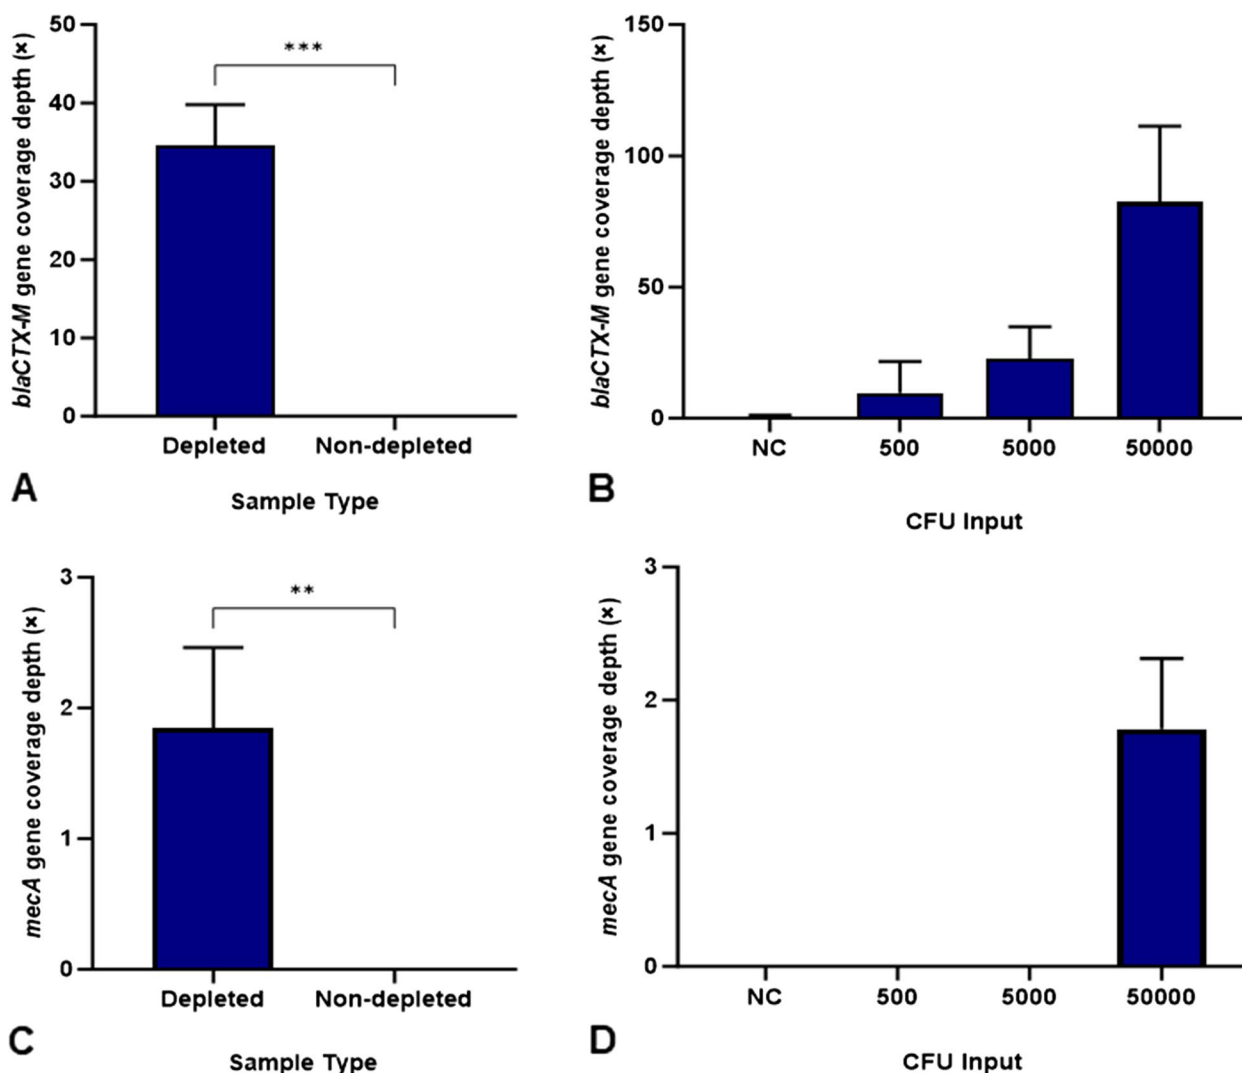 blaCTX-M gene coverage depth (×)
50
40
30
20
10
0
***
Depleted
Non-depleted
Sample Type
A
blaCTX-M gene coverage depth (×)
150
100
50
0
NC
500
5000
50000
CFU Input
B
mecA gene coverage depth (×)
3
2
1
0
**
Depleted
Non-depleted
Sample Type
C
mecA gene coverage depth (×)
3
2
1
0
NC
500
5000
50000
CFU Input
D